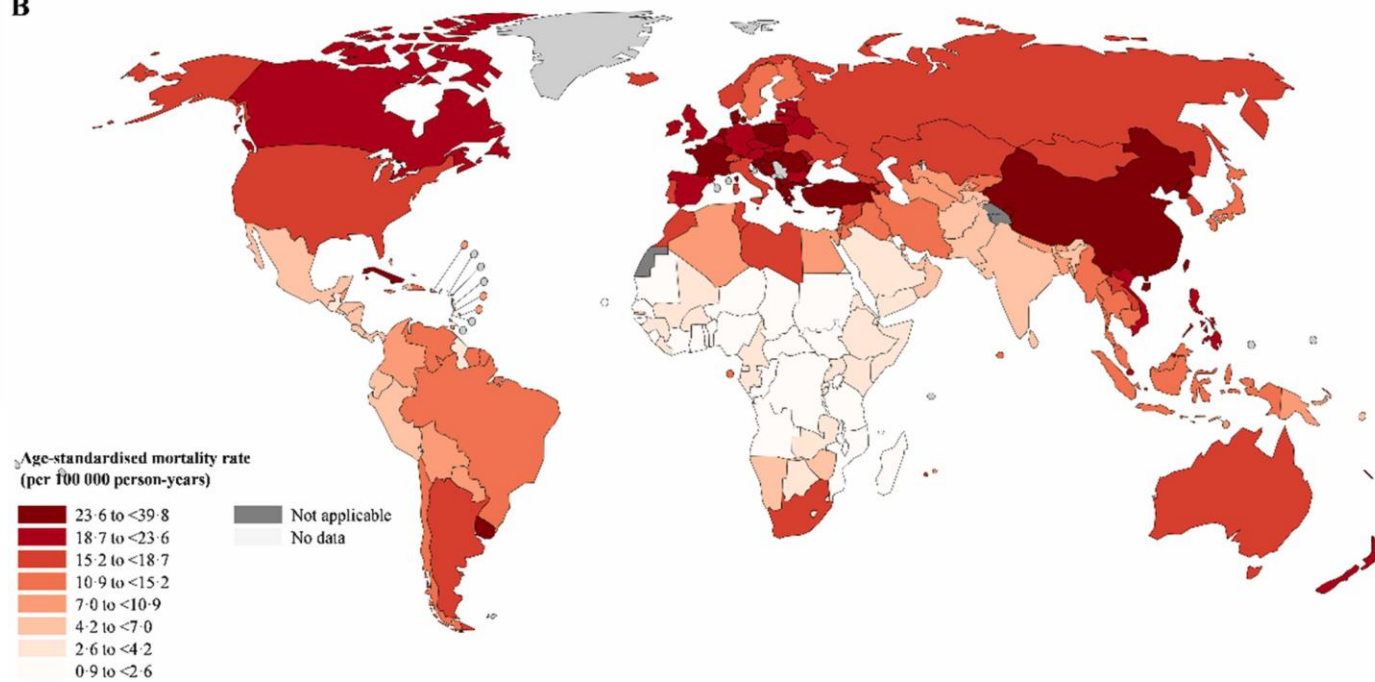 B
Age-standardised mortality rate
(per 100 000 person-years)
23·6 to <39·8
18·7 to <23·6
15·2 to <18·7
10·9 to <15·2
7·0 to <10·9
4·2 to <7·0
2·6 to <4·2
0·9 to <2·6
Not applicable
No data